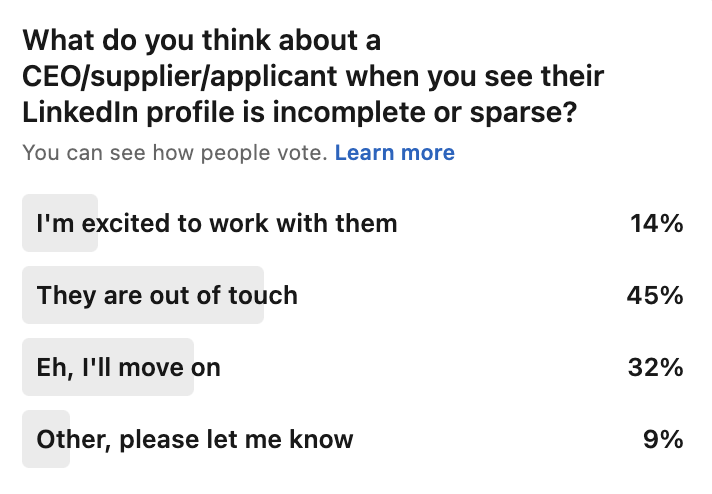 What do you think about a
CEO/supplier/applicant when you see their
LinkedIn profile is incomplete or sparse?
You can see how people vote. Learn more
I'm excited to work with them 14%
They are out of touch 45%
Eh, I'll move on 32%
Other, please let me know 9%